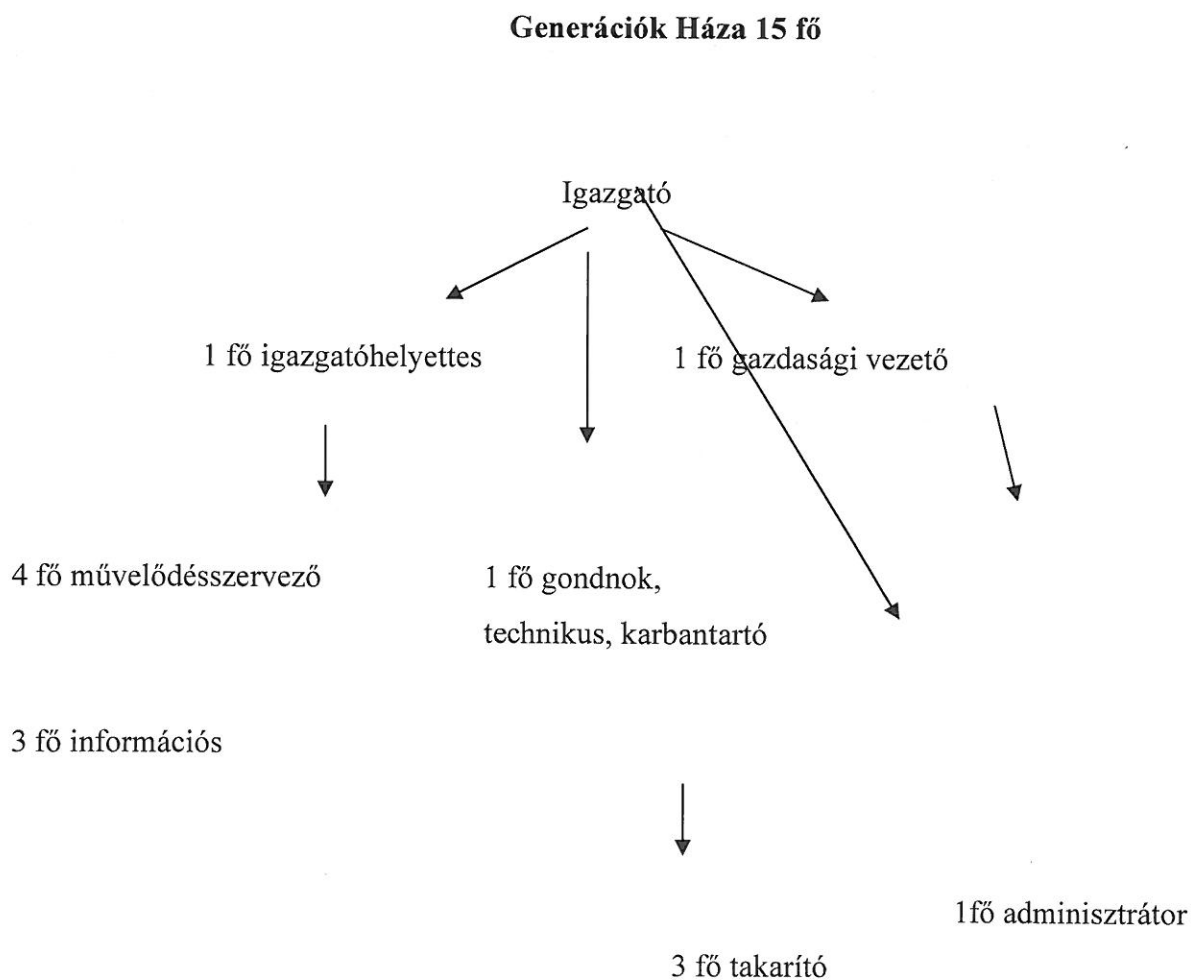 Generációk Háza 15 fő
Igazgató
1 fő igazgatóhelyettes
1 fő gazdasági vezető
4 fő művelődésszervező
1 fő gondnok,
technikus, karbantartó
3 fő információs
1fő adminisztrátor
3 fő takarító